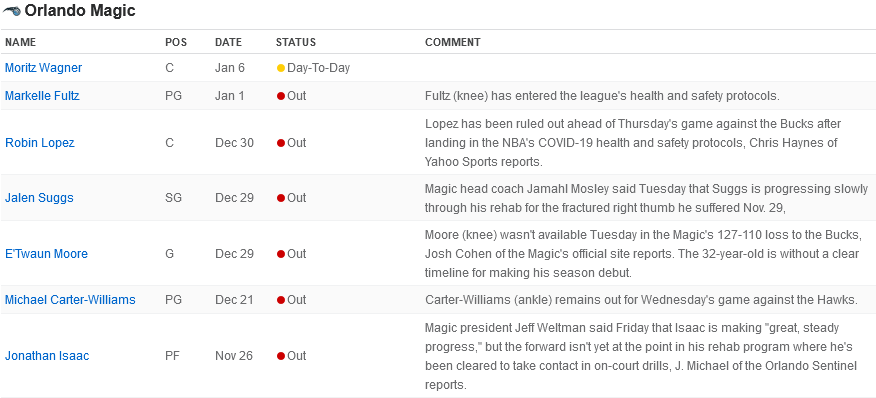 Orlando Magic
NAME POS DATE STATUS COMMENT
Moritz Wagner C Jan 6 Day-To-Day
Markelle Fultz PG Jan 1 Out Fultz (knee) has entered the league's health and safety protocols.
Lopez has been ruled out ahead of Thursday's game against the Bucks after
Robin Lopez C Dec 30 Out landing in the NBA's COVID-19 health and safety protocols, Chris Haynes of
Yahoo Sports reports.
Magic head coach Jamahl Mosley said Tuesday that Suggs is progressing slowly
Jalen Suggs SG Dec 29 Out through his rehab for the fractured right thumb he suffered Nov. 29,
Moore (knee) wasn't available Tuesday in the Magic's 127-110 loss to the Bucks,
E'Twaun Moore G Dec 29 Out Josh Cohen of the Magic's official site reports. The 32-year-old is without a clear
timeline for making his season debut.
Michael Carter-Williams PG Dec 21 Out Carter-Williams (ankle) remains out for Wednesday's game against the Hawks.
Magic president Jeff Weltman said Friday that Isaac is making "great, steady
Jonathan Isaac PF Nov 26 Out progress," but the forward isn't yet at the point in his rehab program where he's
been cleared to take contact in on-court drills, J. Michael of the Orlando Sentinel
reports.